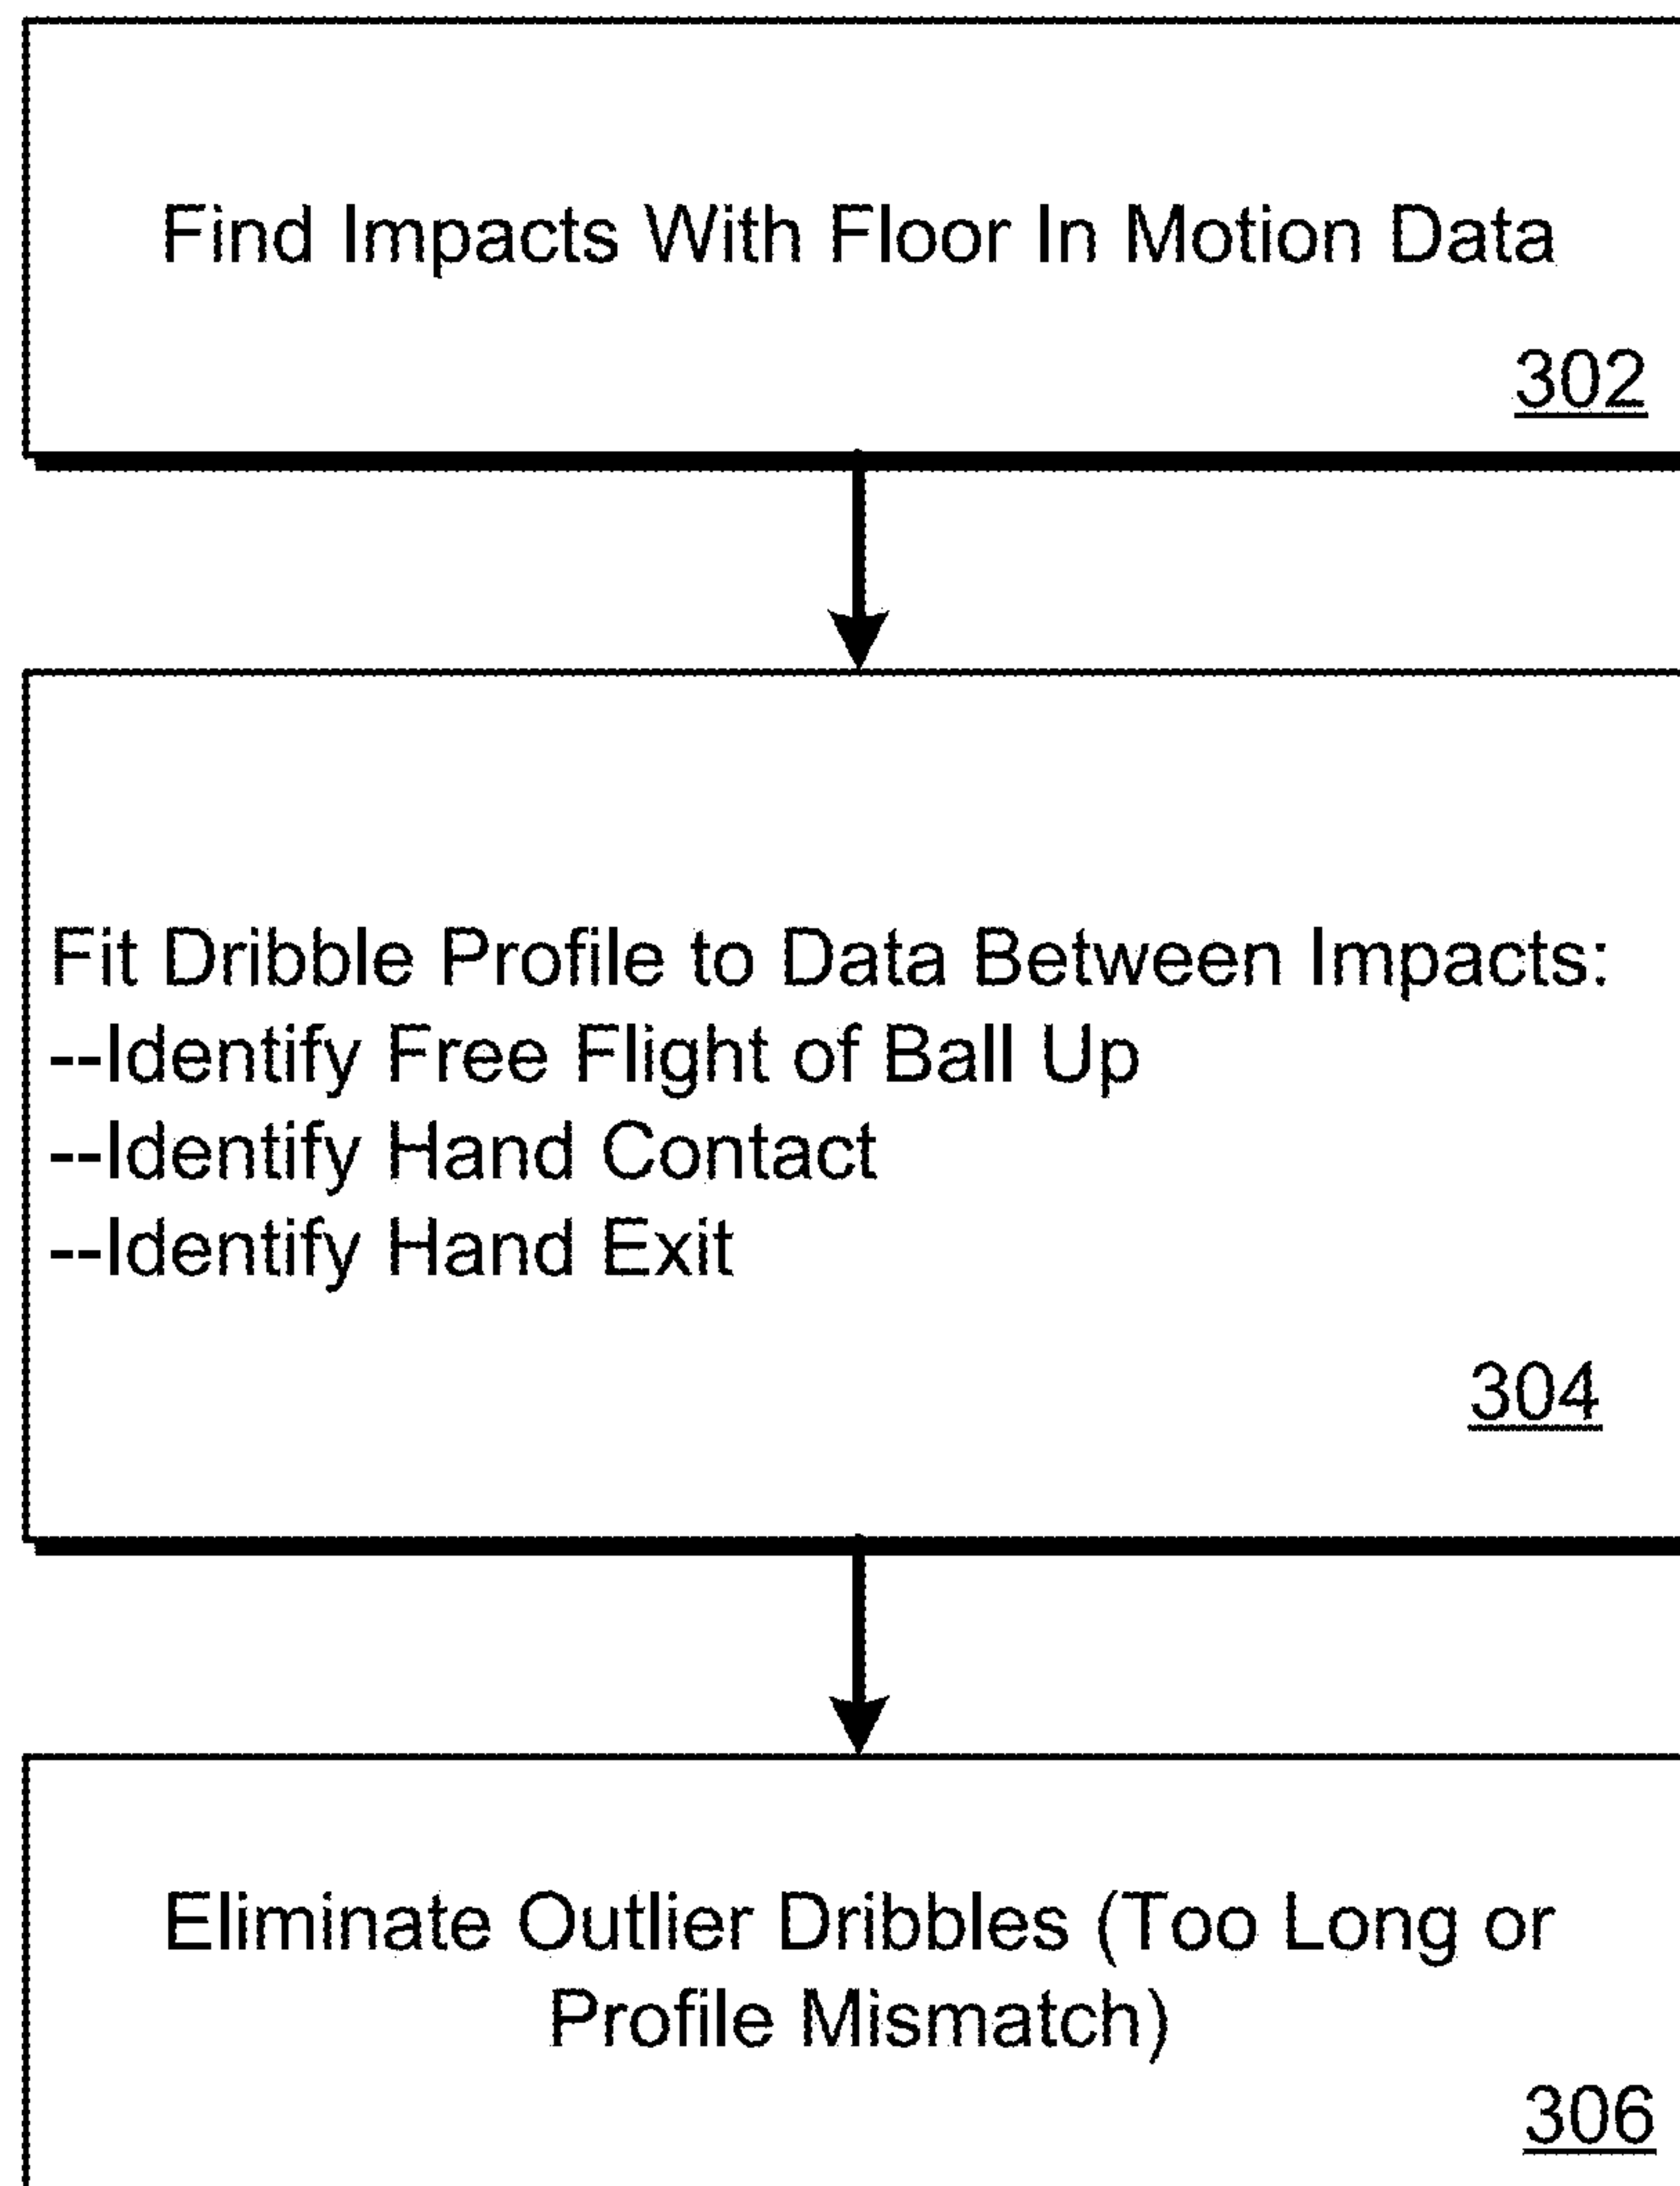 Find Impacts With Floor In Motion Data
302
Fit Dribble Profile to Data Between Impacts:
--Identify Free Flight of Ball Up
--Identify Hand Contact
--Identify Hand Exit
304
Eliminate Outlier Dribbles (Too Long or
Profile Mismatch)
306